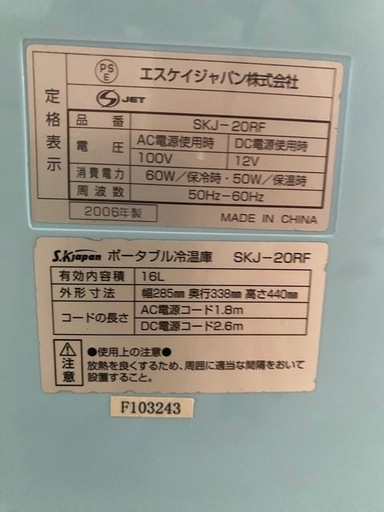 PS
E
エスケイジャパン株式会社
S JET
定格表示
品番 SKJ-20RF
電圧 AC電源使用時 DC電源使用時
100V 12V
消費電力 60W／保冷時・50W／保温時
周波数 50Hz-60Hz
2006年製 MADE IN CHINA
S.K japan ポータブル冷温庫 SKJ-20RF
有効内容積 16L
外形寸法 幅285mm 奥行338mm 高さ440mm
コードの長さ AC電源コード1.8m
DC電源コード2.6m
注意
●使用上の注意●
放熱を良くするため、周囲に適当な間隔をおいて
設置すること。
F103243